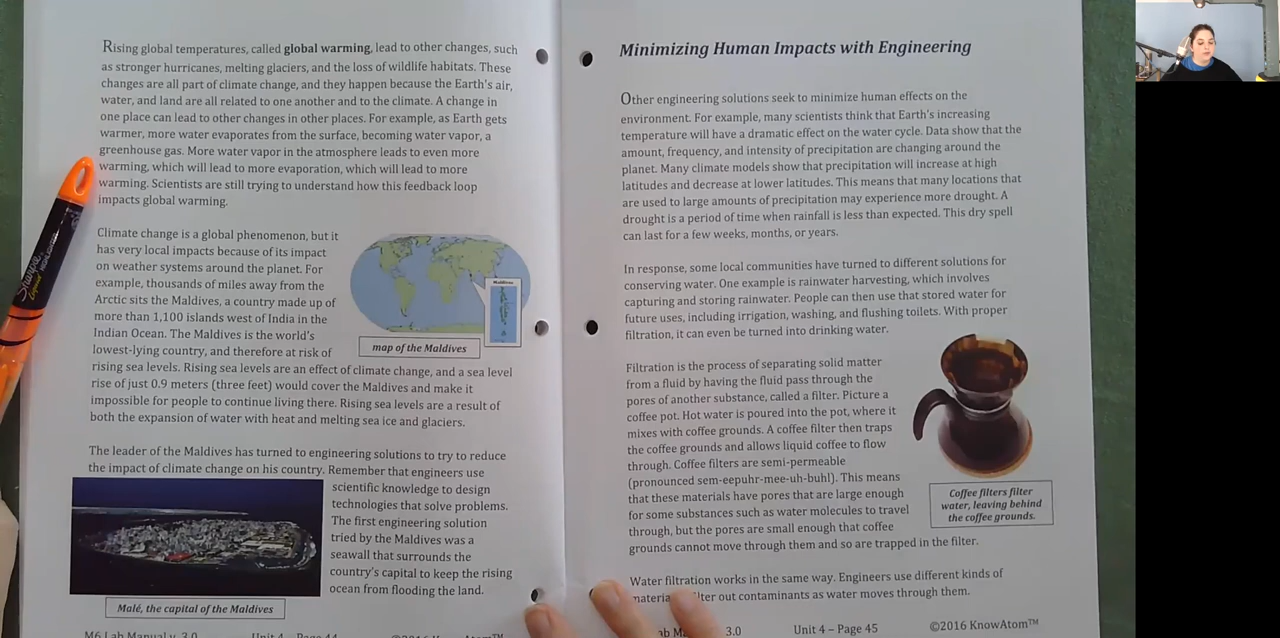 Rising global temperatures, called global warming, lead to other changes, such
as stronger hurricanes, melting glaciers, and the loss of wildlife habitats. These
changes are all part of climate change, and they happen because the Earth's air,
water, and land are all related to one another and to the climate. A change in
one place can lead to other changes in other places. For example, as Earth gets
warmer, more water evaporates from the surface, becoming water vapor, a
greenhouse gas. More water vapor in the atmosphere leads to even more
warming, which will lead to more evaporation, which will lead to more
warming. Scientists are still trying to understand how this feedback loop
impacts global warming.
Climate change is a global phenomenon, but it
has very local impacts because of its impact
on weather systems around the planet. For
example, thousands of miles away from the
Arctic sits the Maldives, a country made up of
more than 1,100 islands west of India in the
Indian Ocean. The Maldives is the world's
lowest-lying country, and therefore at risk of
rising sea levels. Rising sea levels are an effect of climate change, and a sea level
rise of just 0.9 meters (three feet) would cover the Maldives and make it
impossible for people to continue living there. Rising sea levels are a result of
both the expansion of water with heat and melting sea ice and glaciers.
Maldives
map of the Maldives
The leader of the Maldives has turned to engineering solutions to try to reduce
the impact of climate change on his country. Remember that engineers use
scientific knowledge to design
technologies that solve problems.
The first engineering solution
tried by the Maldives was a
seawall that surrounds the
country's capital to keep the rising
ocean from flooding the land.
Malé, the capital of the Maldives
M6 Lab Manual v. 3.0 Unit 4 – Page 44 ©2016 KnowAtom™
Sharpie
Minimizing Human Impacts with Engineering
Other engineering solutions seek to minimize human effects on the
environment. For example, many scientists think that Earth's increasing
temperature will have a dramatic effect on the water cycle. Data show that the
amount, frequency, and intensity of precipitation are changing around the
planet. Many climate models show that precipitation will increase at high
latitudes and decrease at lower latitudes. This means that many locations that
are used to large amounts of precipitation may experience more drought. A
drought is a period of time when rainfall is less than expected. This dry spell
can last for a few weeks, months, or years.
In response, some local communities have turned to different solutions for
conserving water. One example is rainwater harvesting, which involves
capturing and storing rainwater. People can then use that stored water for
future uses, including irrigation, washing, and flushing toilets. With proper
filtration, it can even be turned into drinking water.
Filtration is the process of separating solid matter
from a fluid by having the fluid pass through the
pores of another substance, called a filter. Picture a
coffee pot. Hot water is poured into the pot, where it
mixes with coffee grounds. A coffee filter then traps
the coffee grounds and allows liquid coffee to flow
through. Coffee filters are semi-permeable
(pronounced sem-eepuhr-mee-uh-buhl). This means
that these materials have pores that are large enough
for some substances such as water molecules to travel
through, but the pores are small enough that coffee
grounds cannot move through them and so are trapped in the filter.
Coffee filters filter
water, leaving behind
the coffee grounds.
Water filtration works in the same way. Engineers use different kinds of
out contaminants as water moves through them.
3.0 Unit 4 – Page 45 ©2016 KnowAtom™